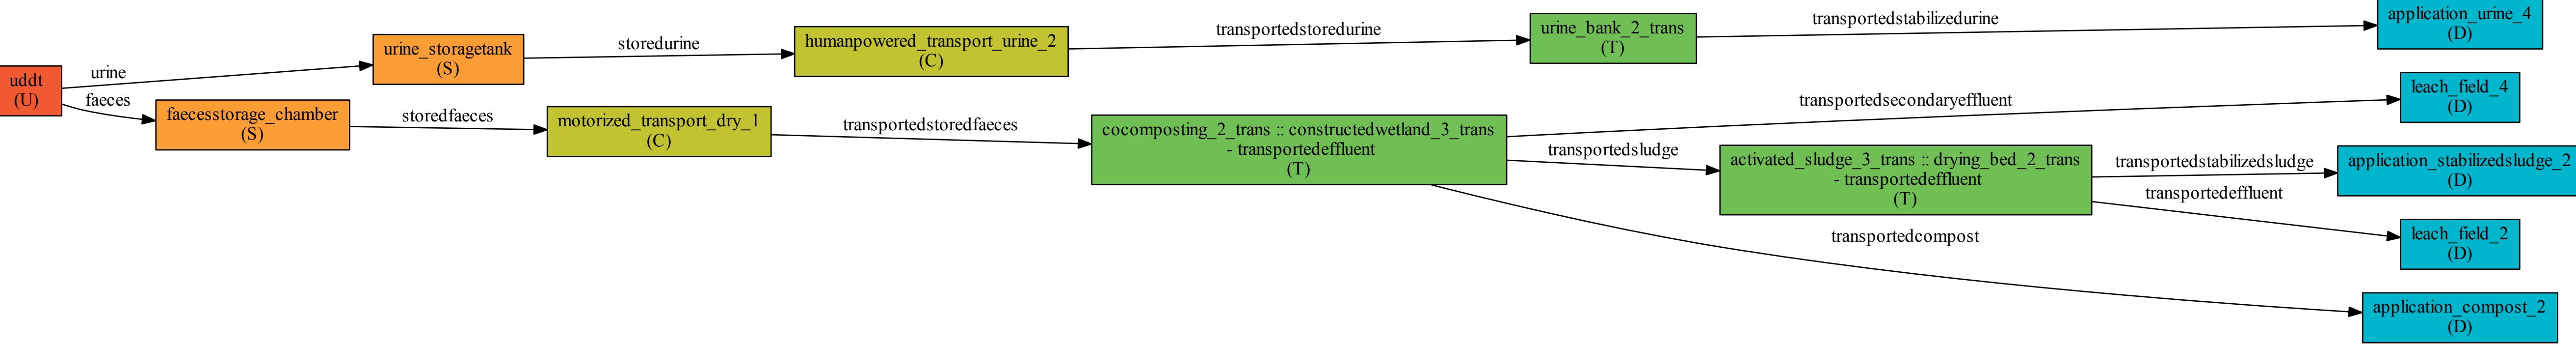 uddt
(U)
urine
faeces
urine_storagetank
(S)
faecesstorage_chamber
(S)
storedurine
storedfaeces
humanpowered_transport_urine_2
(C)
motorized_transport_dry_1
(C)
transportedstoredurine
transportedstoredfaeces
urine_bank_2_trans
(T)
cocomposting_2_trans :: constructedwetland_3_trans
- transportedeffluent
(T)
transportedstabilizedurine
transportedsecondaryeffluent
transportedsludge
transportedcompost
activated_sludge_3_trans :: drying_bed_2_trans
- transportedeffluent
(T)
transportedstabilizedsludge
transportedeffluent
application_urine_4
(D)
leach_field_4
(D)
application_stabilizedsludge_2
(D)
leach_field_2
(D)
application_compost_2
(D)